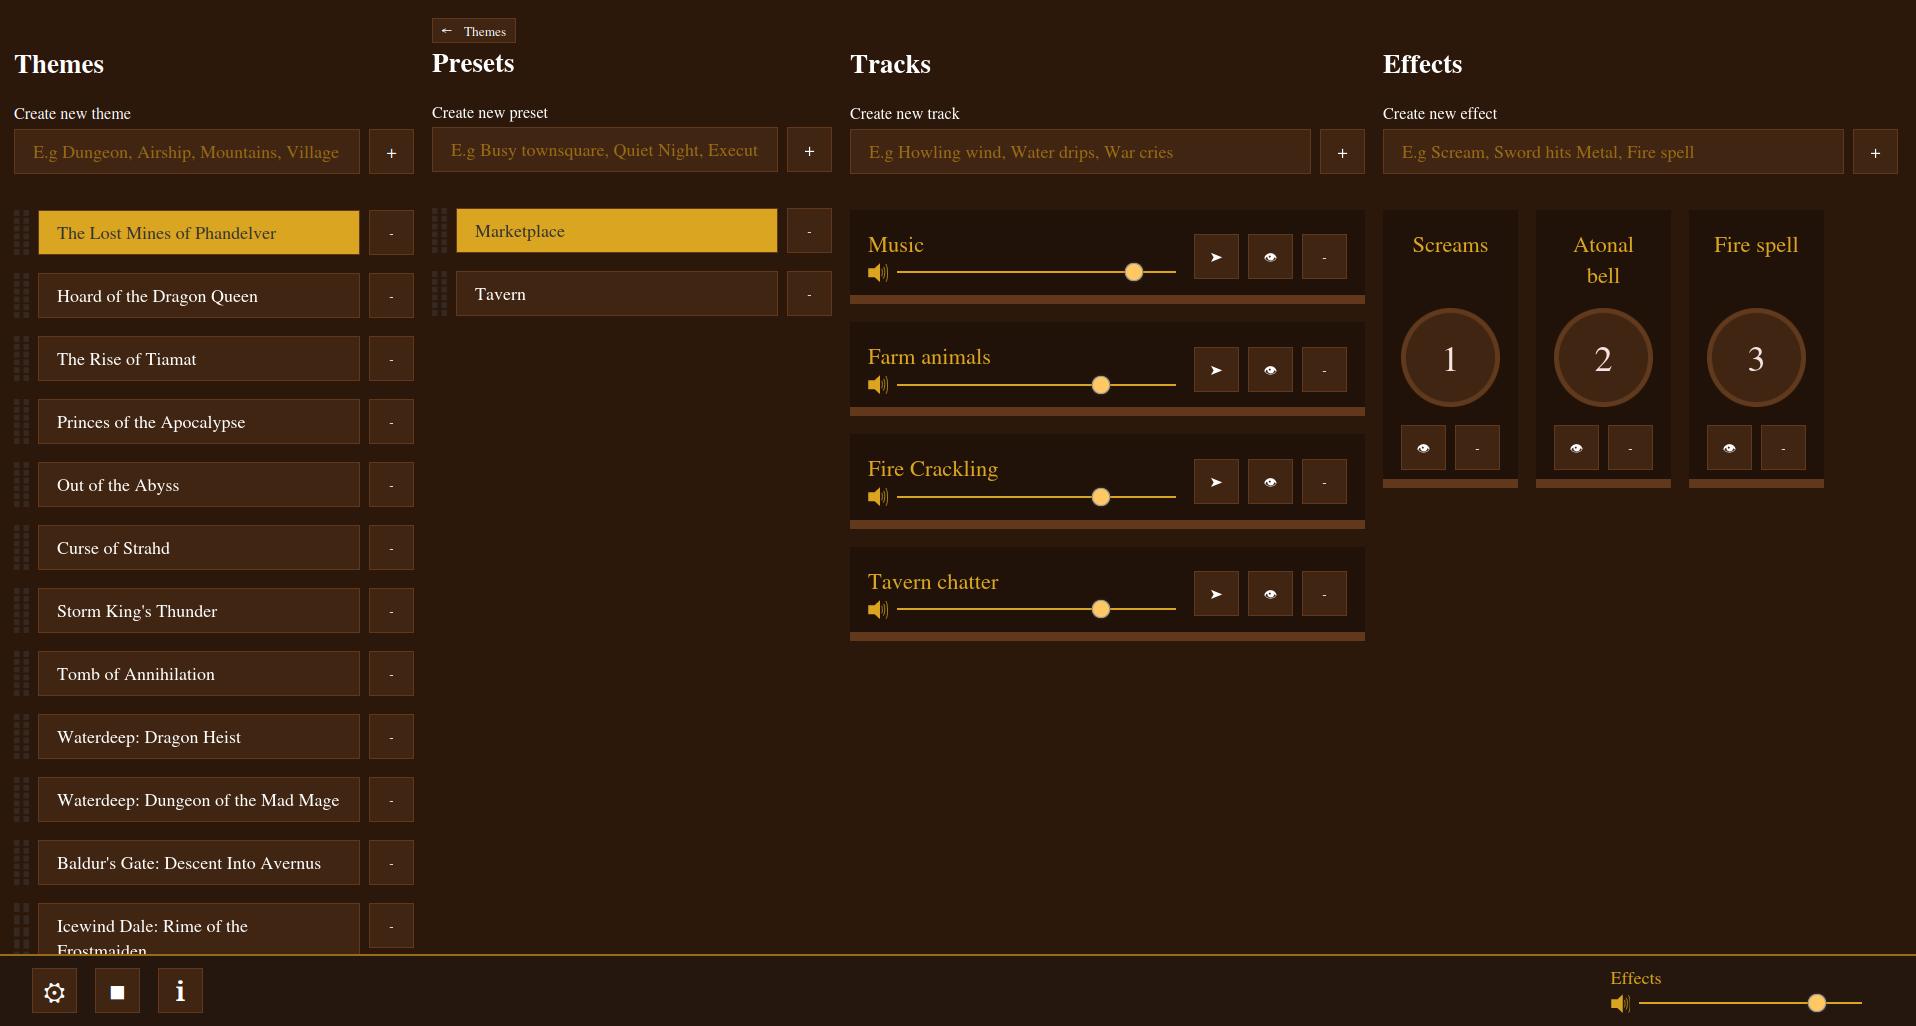 ← Themes
Themes
Presets
Tracks
Effects
Create new theme
Create new preset
Create new track
Create new effect
E.g Dungeon, Airship, Mountains, Village
+
E.g Busy townsquare, Quiet Night, Execut
+
E.g Howling wind, Water drips, War cries
+
E.g Scream, Sword hits Metal, Fire spell
+
The Lost Mines of Phandelver
-
Hoard of the Dragon Queen
-
The Rise of Tiamat
-
Princes of the Apocalypse
-
Out of the Abyss
-
Curse of Strahd
-
Storm King's Thunder
-
Tomb of Annihilation
-
Waterdeep: Dragon Heist
-
Waterdeep: Dungeon of the Mad Mage
-
Baldur's Gate: Descent Into Avernus
-
Icewind Dale: Rime of the
Frostmaiden
-
Marketplace
-
Tavern
-
Music
-
Farm animals
-
Fire Crackling
-
Tavern chatter
-
Screams
1
-
Atonal
bell
2
-
Fire spell
3
-
i
Effects